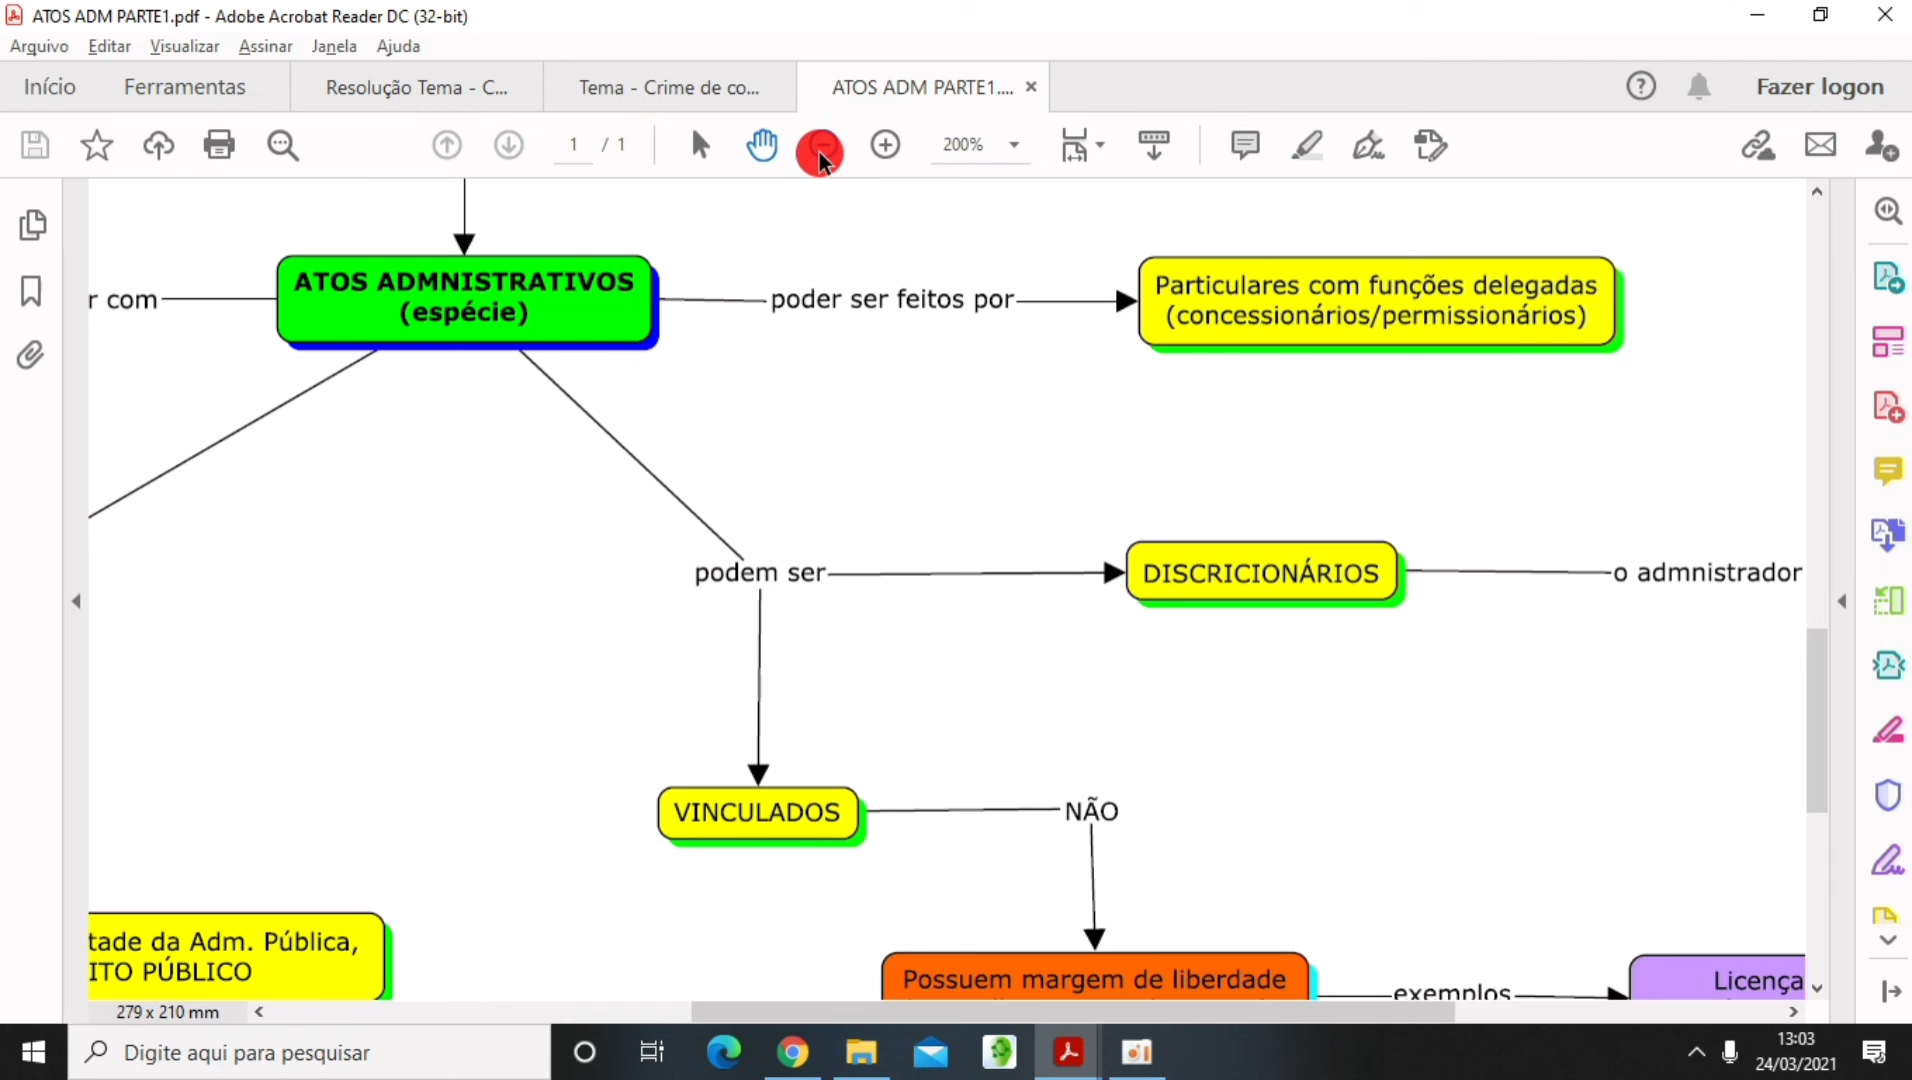 ATOS ADM PARTE1.pdf - Adobe Acrobat Reader DC (32-bit)
Arquivo Editar Visualizar Assinar Janela Ajuda
Início Ferramentas Resolução Tema - C... Tema - Crime de co... ATOS ADM PARTE1.... × Fazer logon
1 / 1 200%
r com
ATOS ADMNISTRATIVOS
(espécie)
poder ser feitos por
Particulares com funções delegadas
(concessionários/permissionários)
podem ser
DISCRICIONÁRIOS
o admnistrador
VINCULADOS
NÃO
tade da Adm. Pública,
ITO PÚBLICO
Possuem margem de liberdade
exemplos
Licença
279 x 210 mm
Digite aqui para pesquisar
13:03
24/03/2021